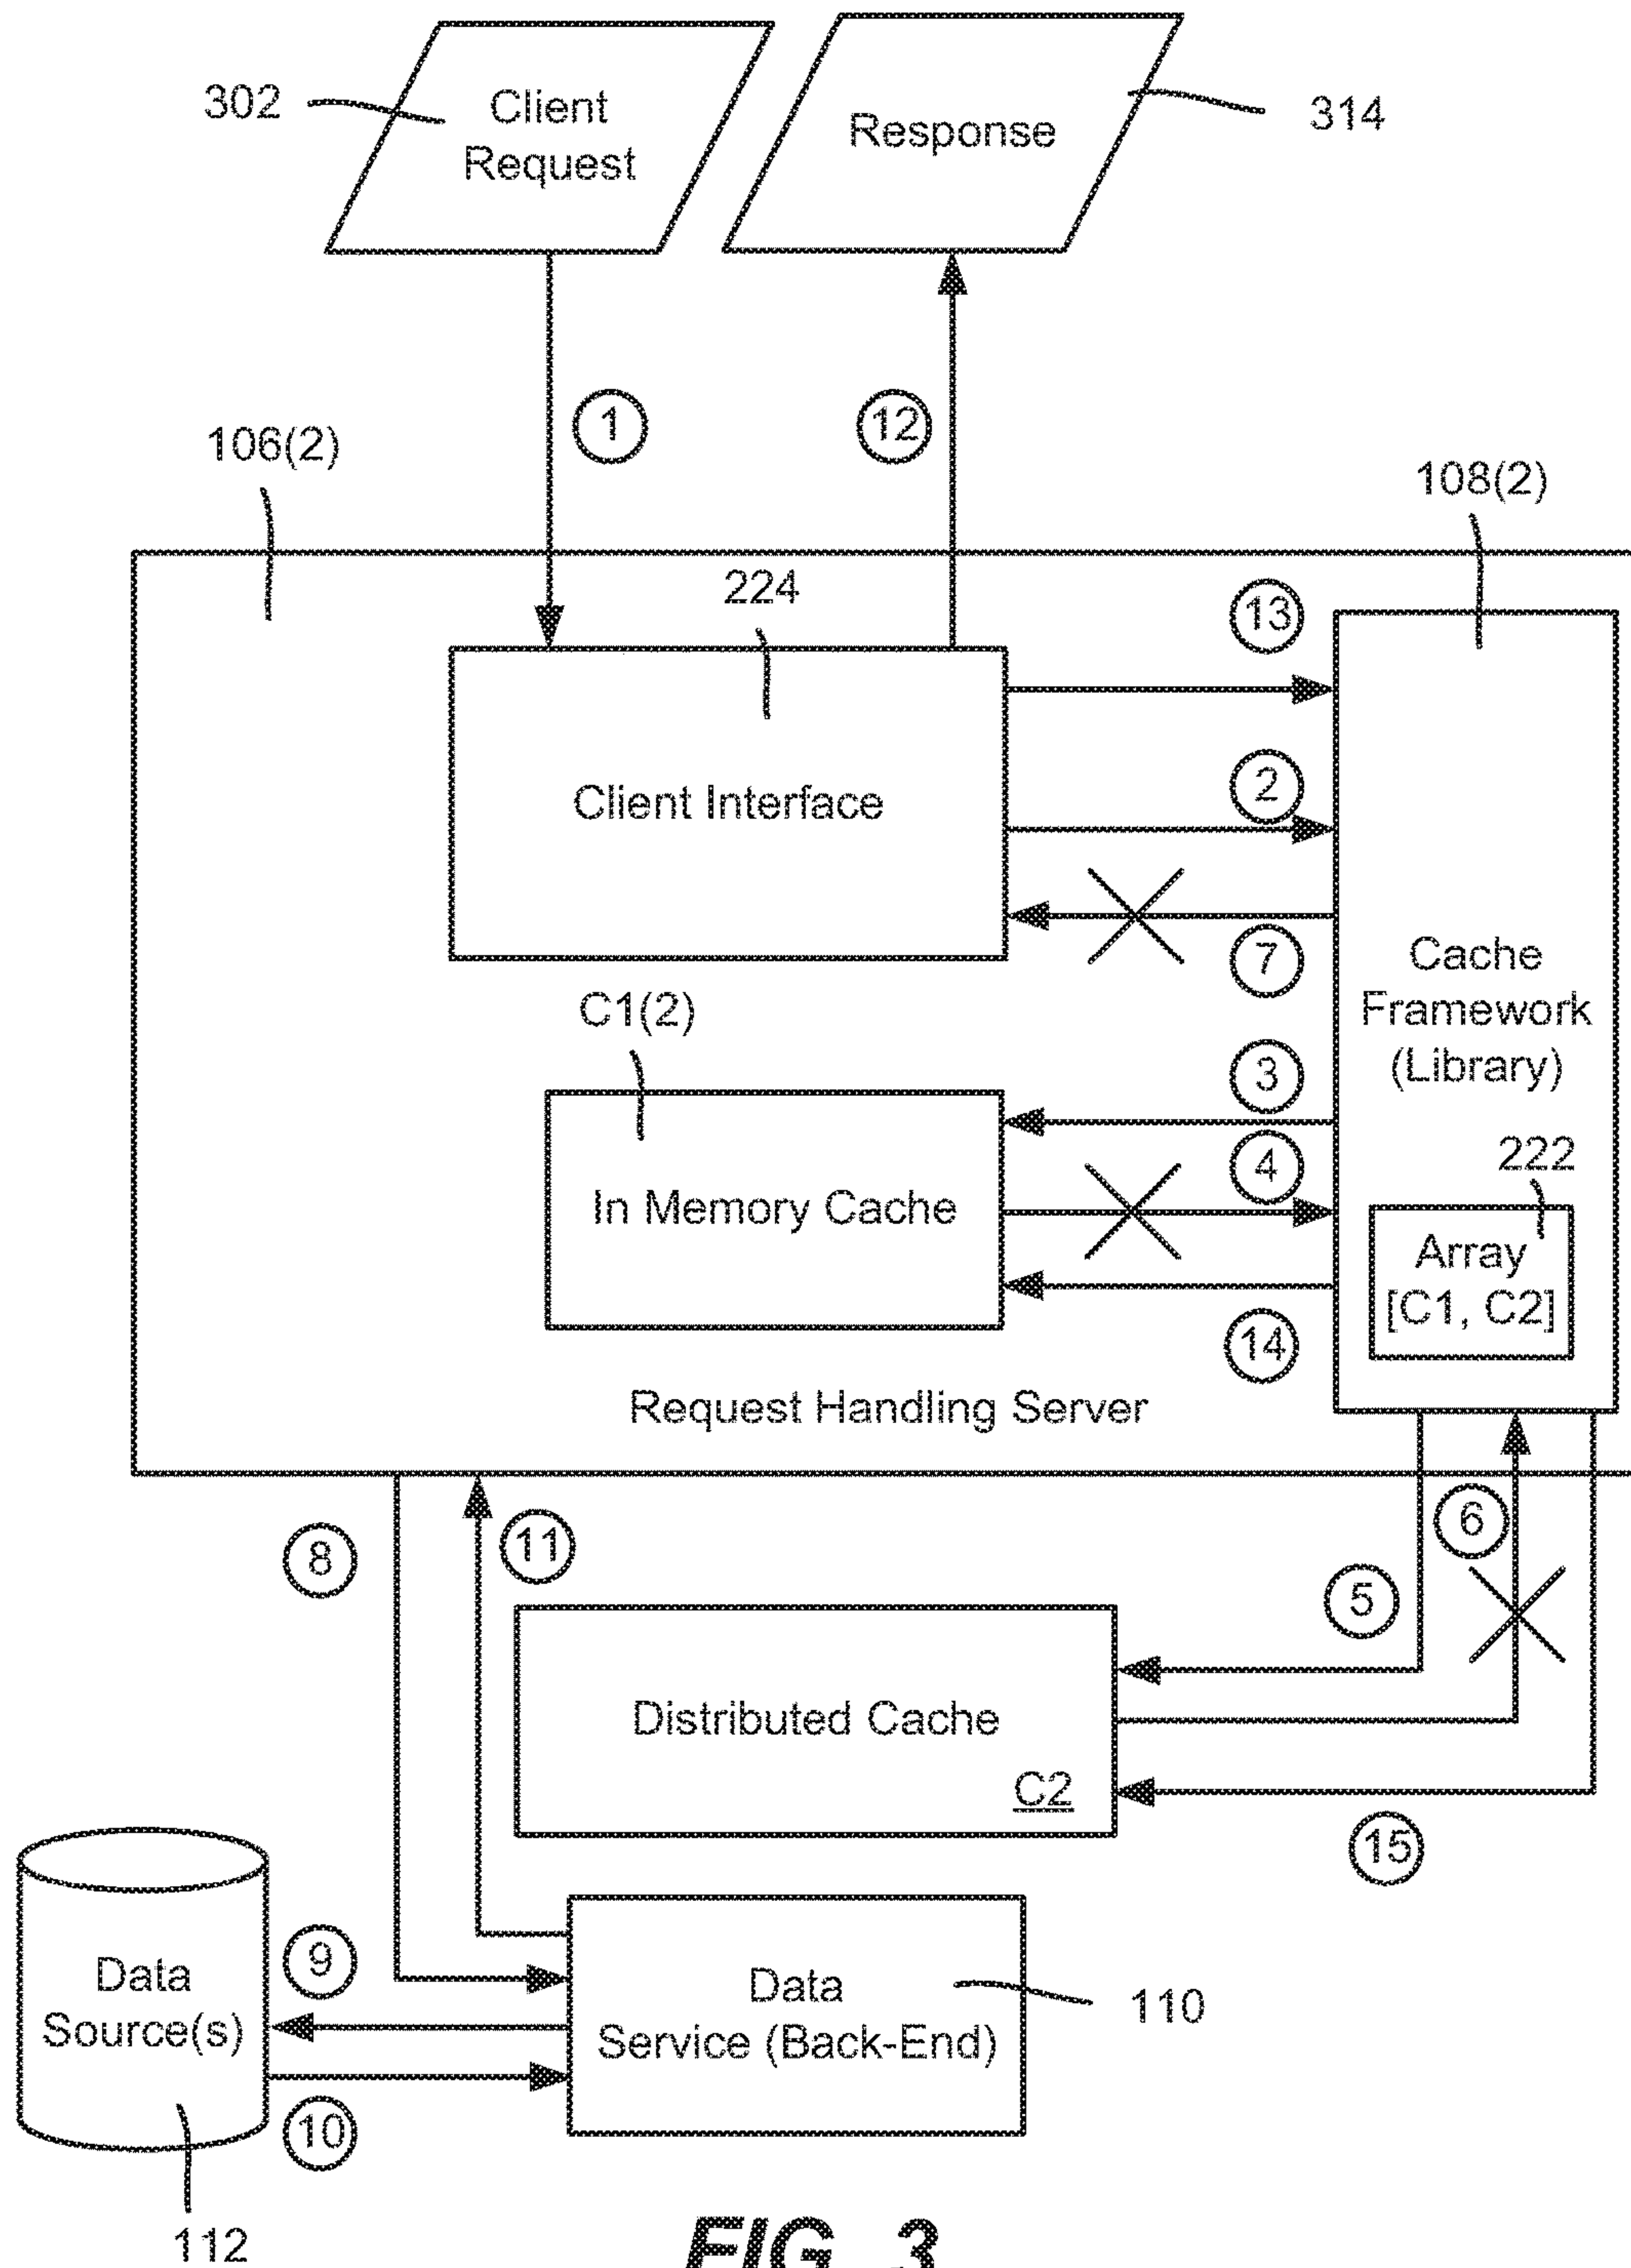 302
Client
Request
Response
314
1
12
106(2)
108(2)
224
13
Client Interface
2
7
Cache
Framework
(Library)
C1(2)
3
4
222
In Memory Cache
Array
[C1, C2]
14
Request Handling Server
8
11
6
5
Distributed Cache
C2
15
Data
Source(s)
9
10
Data
Service (Back-End)
110
112
FIG. 3